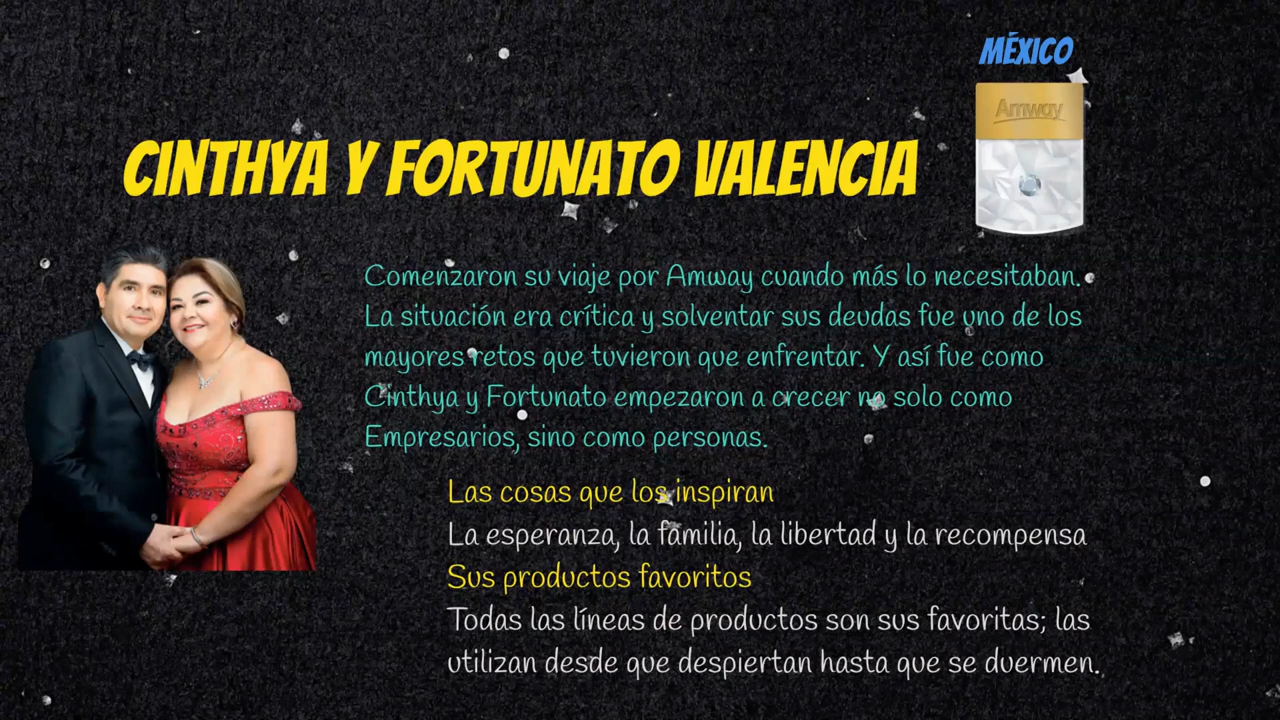 MÉXICO
Amway
CINTHYA Y FORTUNATO VALENCIA
Comenzaron su viaje por Amway cuando más lo necesitaban.
La situación era crítica y solventar sus deudas fue uno de los
mayores retos que tuvieron que enfrentar. Y así fue como
Cinthya y Fortunato empezaron a crecer no solo como
Empresarios, sino como personas.
Las cosas que los inspiran
La esperanza, la familia, la libertad y la recompensa
Sus productos favoritos
Todas las líneas de productos son sus favoritas; las
utilizan desde que despiertan hasta que se duermen.